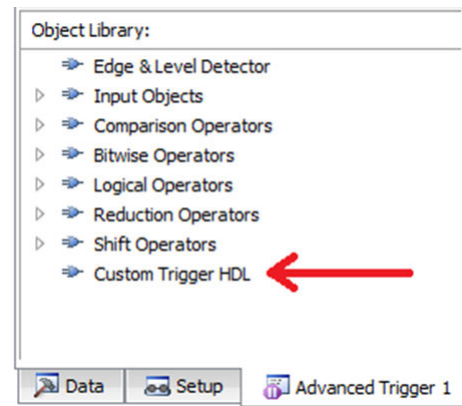 Object Library:
Edge & Level Detector
Input Objects
Comparison Operators
Bitwise Operators
Logical Operators
Reduction Operators
Shift Operators
Custom Trigger HDL
Data Setup Advanced Trigger 1